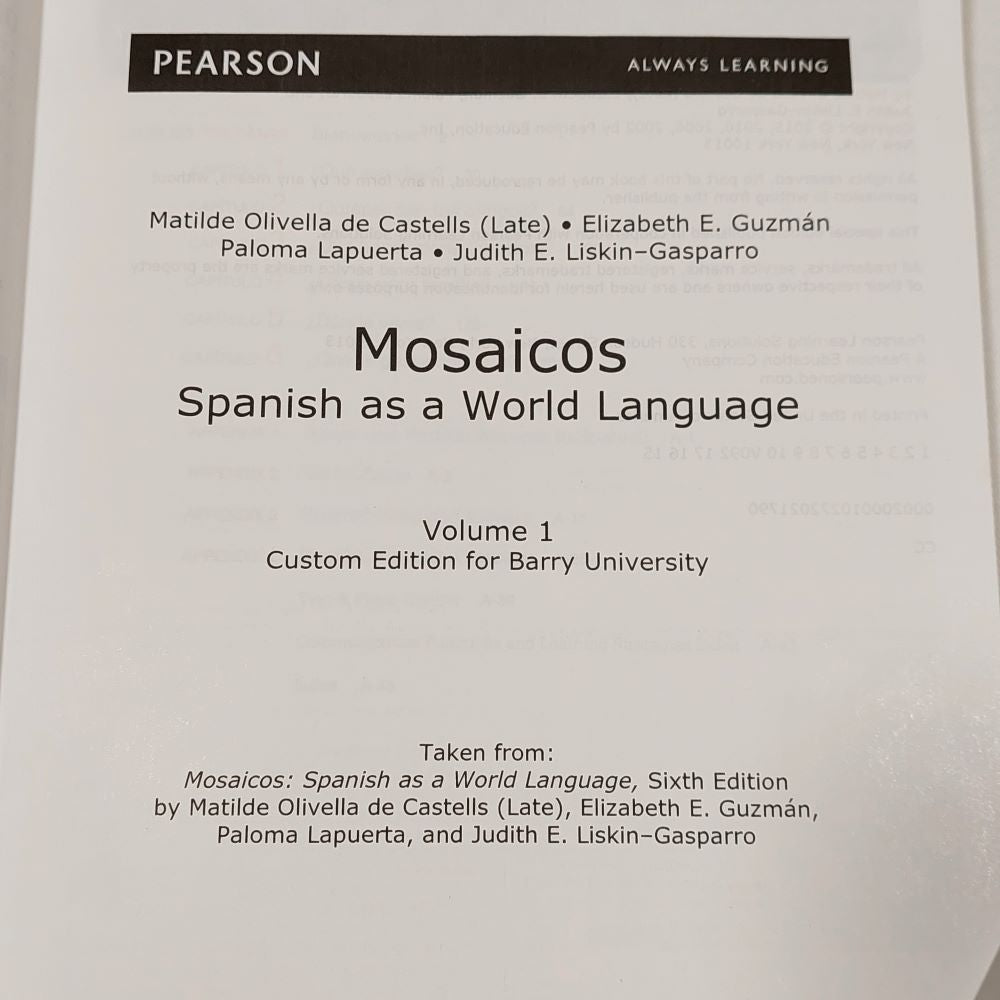 PEARSON ALWAYS LEARNING
Matilde Olivella de Castells (Late) • Elizabeth E. Guzmán
Paloma Lapuerta • Judith E. Liskin–Gasparro
Mosaicos
Spanish as a World Language
Volume 1
Custom Edition for Barry University
Taken from:
Mosaicos: Spanish as a World Language, Sixth Edition
by Matilde Olivella de Castells (Late), Elizabeth E. Guzmán,
Paloma Lapuerta, and Judith E. Liskin–Gasparro